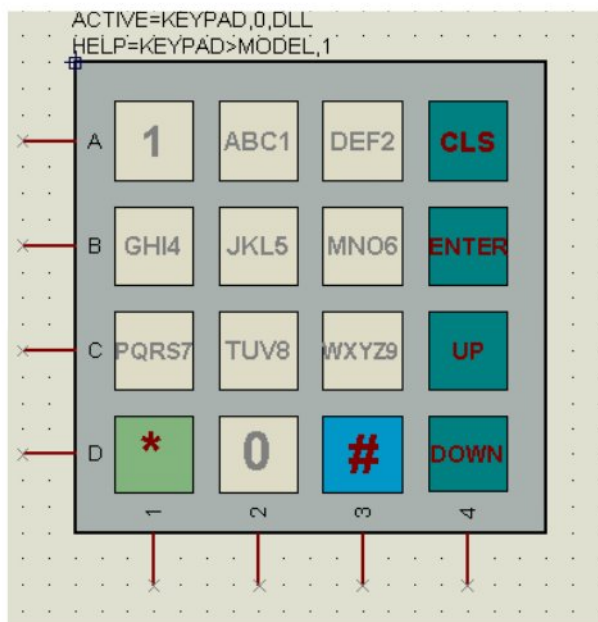 ACTIVE=KEYPAD,0,DLL
HELP=KEYPAD>MODEL,1
A 1 ABC1 DEF2 CLS
B GHI4 JKL5 MNO6 ENTER
C PQRS7 TUV8 WXYZ9 UP
D * 0 # DOWN
1 2 3 4